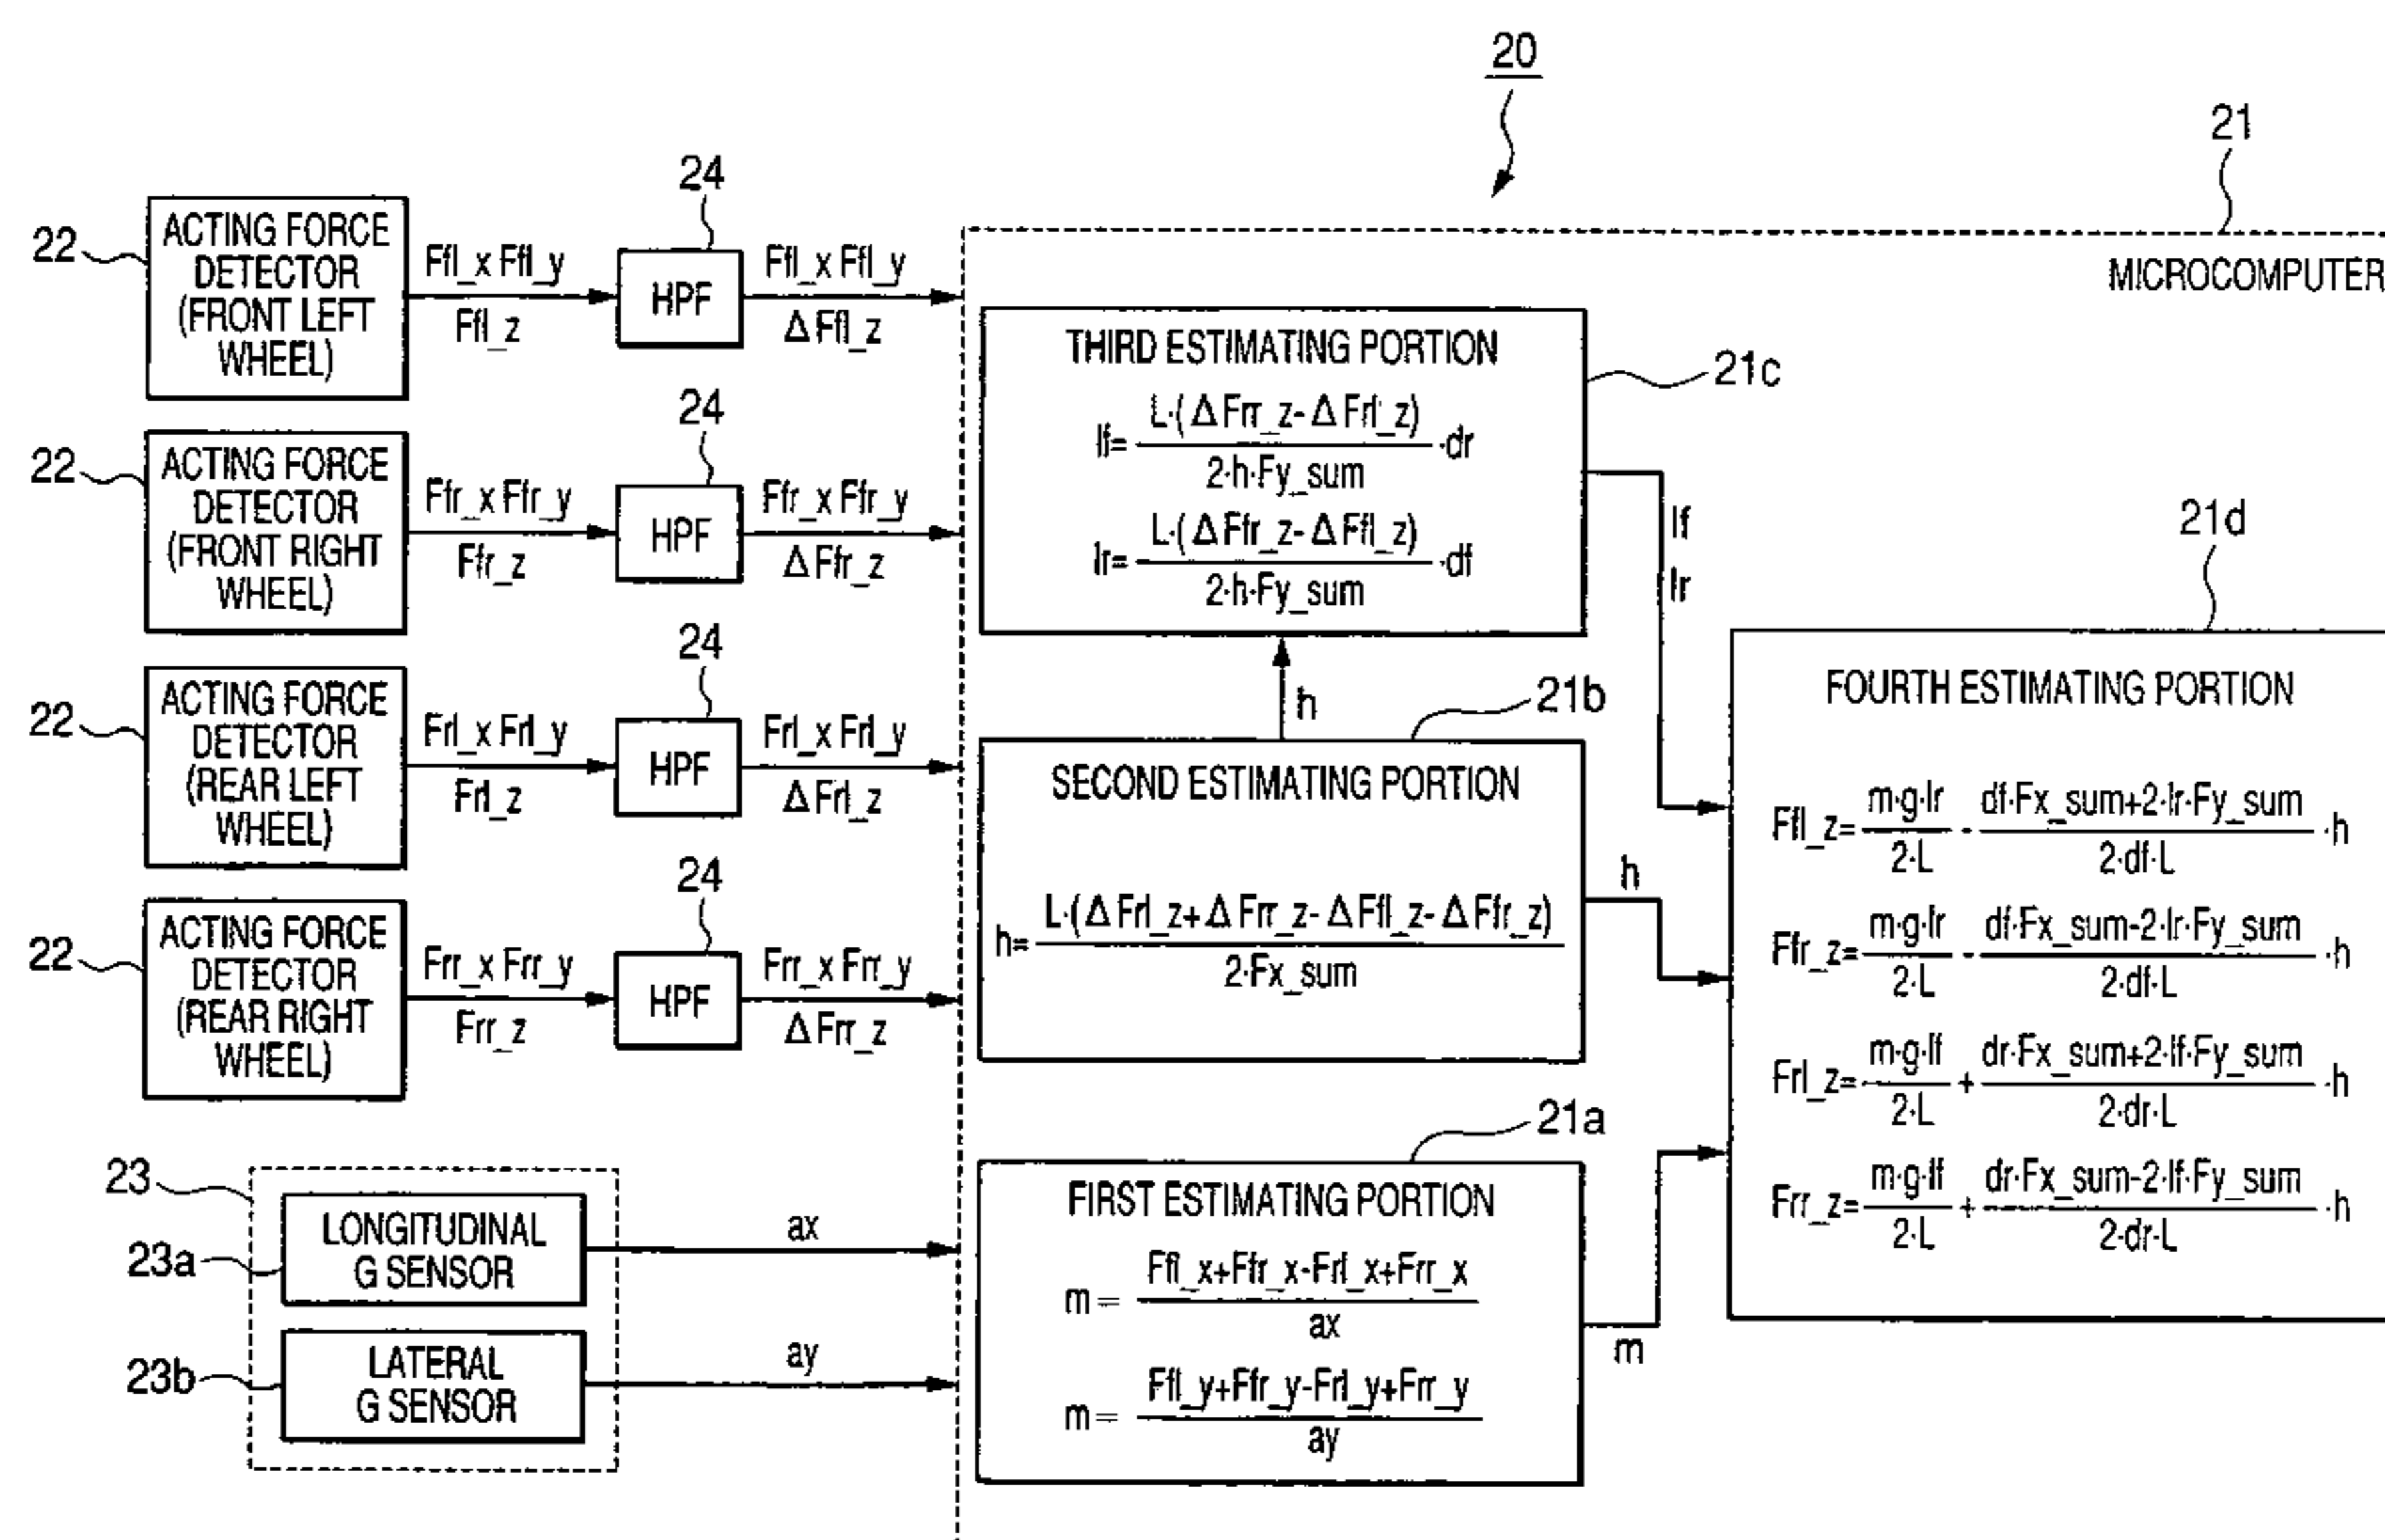 20
21
MICROCOMPUTER
22
ACTING FORCE
DETECTOR
(FRONT LEFT
WHEEL)
Ffl_x Ffl_y
Ffl_z
24
HPF
Ffl_x Ffl_y
ΔFfl_z
22
ACTING FORCE
DETECTOR
(FRONT RIGHT
WHEEL)
Ffr_x Ffr_y
Ffr_z
24
HPF
Ffr_x Ffr_y
ΔFfr_z
22
ACTING FORCE
DETECTOR
(REAR LEFT
WHEEL)
Frl_x Frl_y
Frl_z
24
HPF
Frl_x Frl_y
ΔFrl_z
22
ACTING FORCE
DETECTOR
(REAR RIGHT
WHEEL)
Frr_x Frr_y
Frr_z
24
HPF
Frr_x Frr_y
ΔFrr_z
23
23a
LONGITUDINAL
G SENSOR
ax
23b
LATERAL
G SENSOR
ay
THIRD ESTIMATING PORTION
21c
L·(ΔFrr_z-ΔFrl_z)
lf= ·dr
2·h·Fy_sum
L·(ΔFfr_z-ΔFfl_z)
lr= ·df
2·h·Fy_sum
lf
lr
h
21b
SECOND ESTIMATING PORTION
L·(ΔFrl_z+ΔFrr_z-ΔFfl_z-ΔFfr_z)
h=
2·Fx_sum
h
21a
FIRST ESTIMATING PORTION
Ffl_x+Ffr_x-Frl_x+Frr_x
m=
ax
Ffl_y+Ffr_y-Frl_y+Frr_y
m=
ay
m
21d
FOURTH ESTIMATING PORTION
m·g·lr df·Fx_sum+2·lr·Fy_sum
Ffl_z= - ·h
2·L 2·df·L
m·g·lr df·Fx_sum-2·lr·Fy_sum
Ffr_z= - ·h
2·L 2·df·L
m·g·lf dr·Fx_sum+2·lf·Fy_sum
Frl_z= + ·h
2·L 2·dr·L
m·g·lf dr·Fx_sum-2·lf·Fy_sum
Frr_z= + ·h
2·L 2·dr·L